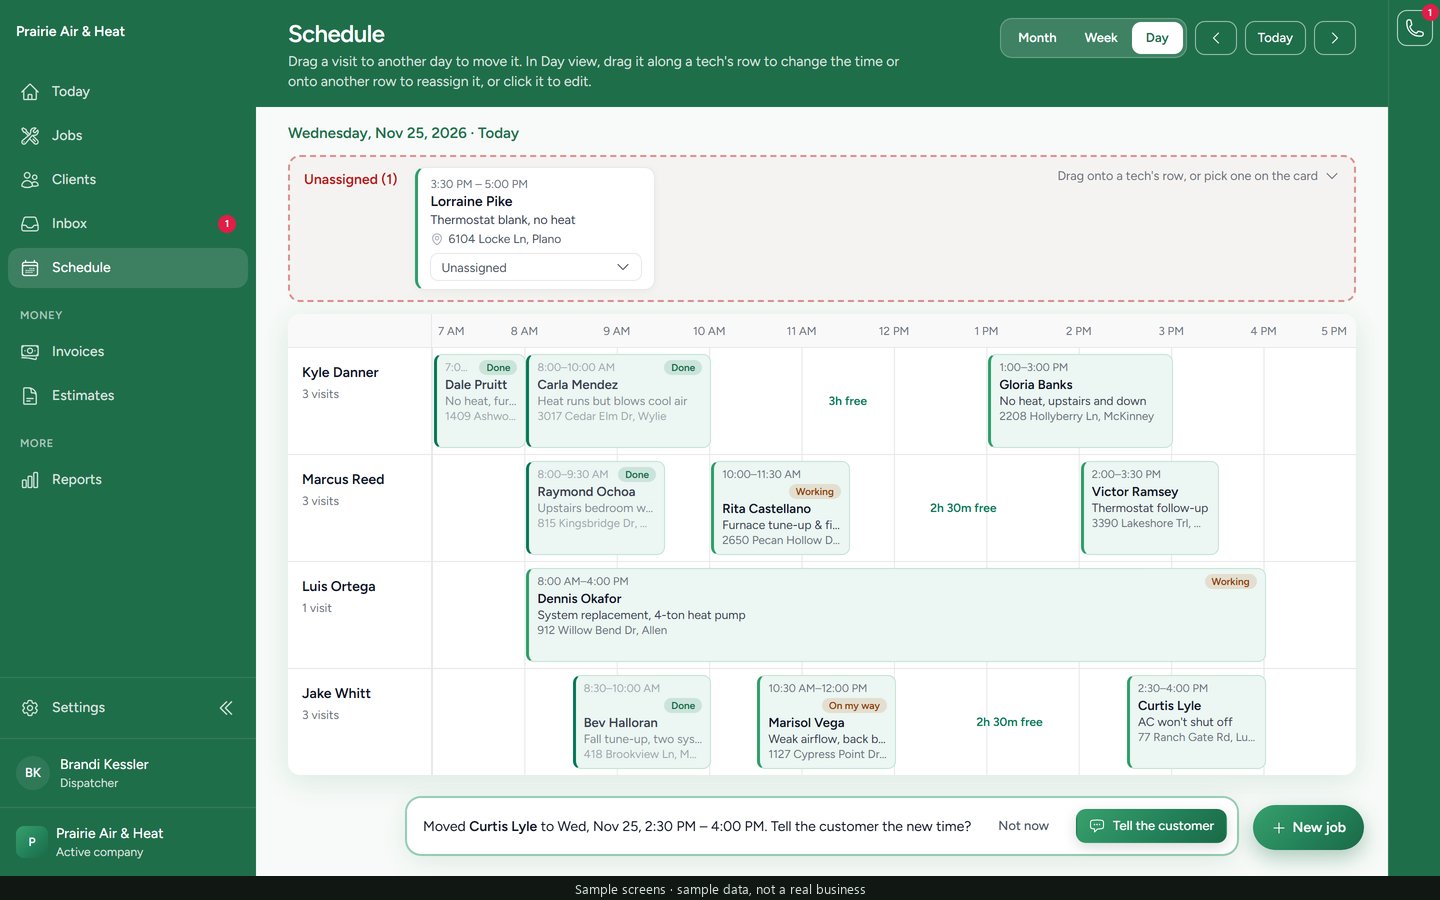 Prairie Air & Heat
Today
Jobs
Clients
Inbox
1
Schedule
MONEY
Invoices
Estimates
MORE
Reports
Settings
BK
Brandi Kessler
Dispatcher
P
Prairie Air & Heat
Active company
Schedule
Drag a visit to another day to move it. In Day view, drag it along a tech's row to change the time or
onto another row to reassign it, or click it to edit.
Month
Week
Day
Today
1
Wednesday, Nov 25, 2026 · Today
Unassigned (1)
3:30 PM – 5:00 PM
Lorraine Pike
Thermostat blank, no heat
6104 Locke Ln, Plano
Unassigned
Drag onto a tech's row, or pick one on the card
7 AM
8 AM
9 AM
10 AM
11 AM
12 PM
1 PM
2 PM
3 PM
4 PM
5 PM
Kyle Danner
3 visits
7:0...
Done
Dale Pruitt
No heat, fur...
1409 Ashwo...
8:00–10:00 AM
Done
Carla Mendez
Heat runs but blows cool air
3017 Cedar Elm Dr, Wylie
3h free
1:00–3:00 PM
Gloria Banks
No heat, upstairs and down
2208 Hollyberry Ln, McKinney
Marcus Reed
3 visits
8:00–9:30 AM
Done
Raymond Ochoa
Upstairs bedroom w...
815 Kingsbridge Dr, ...
10:00–11:30 AM
Working
Rita Castellano
Furnace tune-up & fi...
2650 Pecan Hollow D...
2h 30m free
2:00–3:30 PM
Victor Ramsey
Thermostat follow-up
3390 Lakeshore Trl, ...
Luis Ortega
1 visit
8:00 AM–4:00 PM
Working
Dennis Okafor
System replacement, 4-ton heat pump
912 Willow Bend Dr, Allen
Jake Whitt
3 visits
8:30–10:00 AM
Done
Bev Halloran
Fall tune-up, two sys...
418 Brookview Ln, M...
10:30 AM–12:00 PM
On my way
Marisol Vega
Weak airflow, back b...
1127 Cypress Point Dr...
2h 30m free
2:30–4:00 PM
Curtis Lyle
AC won't shut off
77 Ranch Gate Rd, Lu...
Moved Curtis Lyle to Wed, Nov 25, 2:30 PM – 4:00 PM. Tell the customer the new time?
Not now
Tell the customer
+ New job
Sample screens · sample data, not a real business